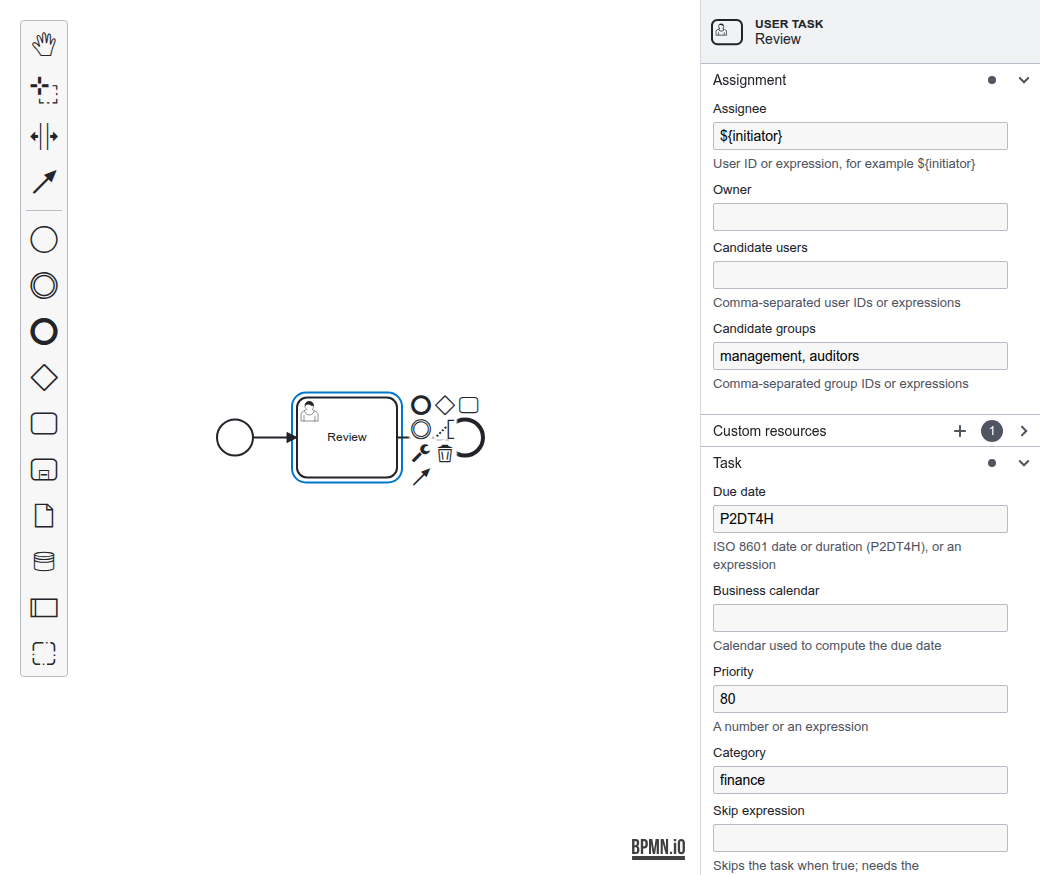 USER TASK
Review
Assignment
Assignee
${initiator}
User ID or expression, for example ${initiator}
Owner
Candidate users
Comma-separated user IDs or expressions
Candidate groups
management, auditors
Comma-separated group IDs or expressions
Custom resources
1
Task
Due date
P2DT4H
ISO 8601 date or duration (P2DT4H), or an
expression
Business calendar
Calendar used to compute the due date
Priority
80
A number or an expression
Category
finance
Skip expression
Skips the task when true; needs the
Review
BPMN.iO